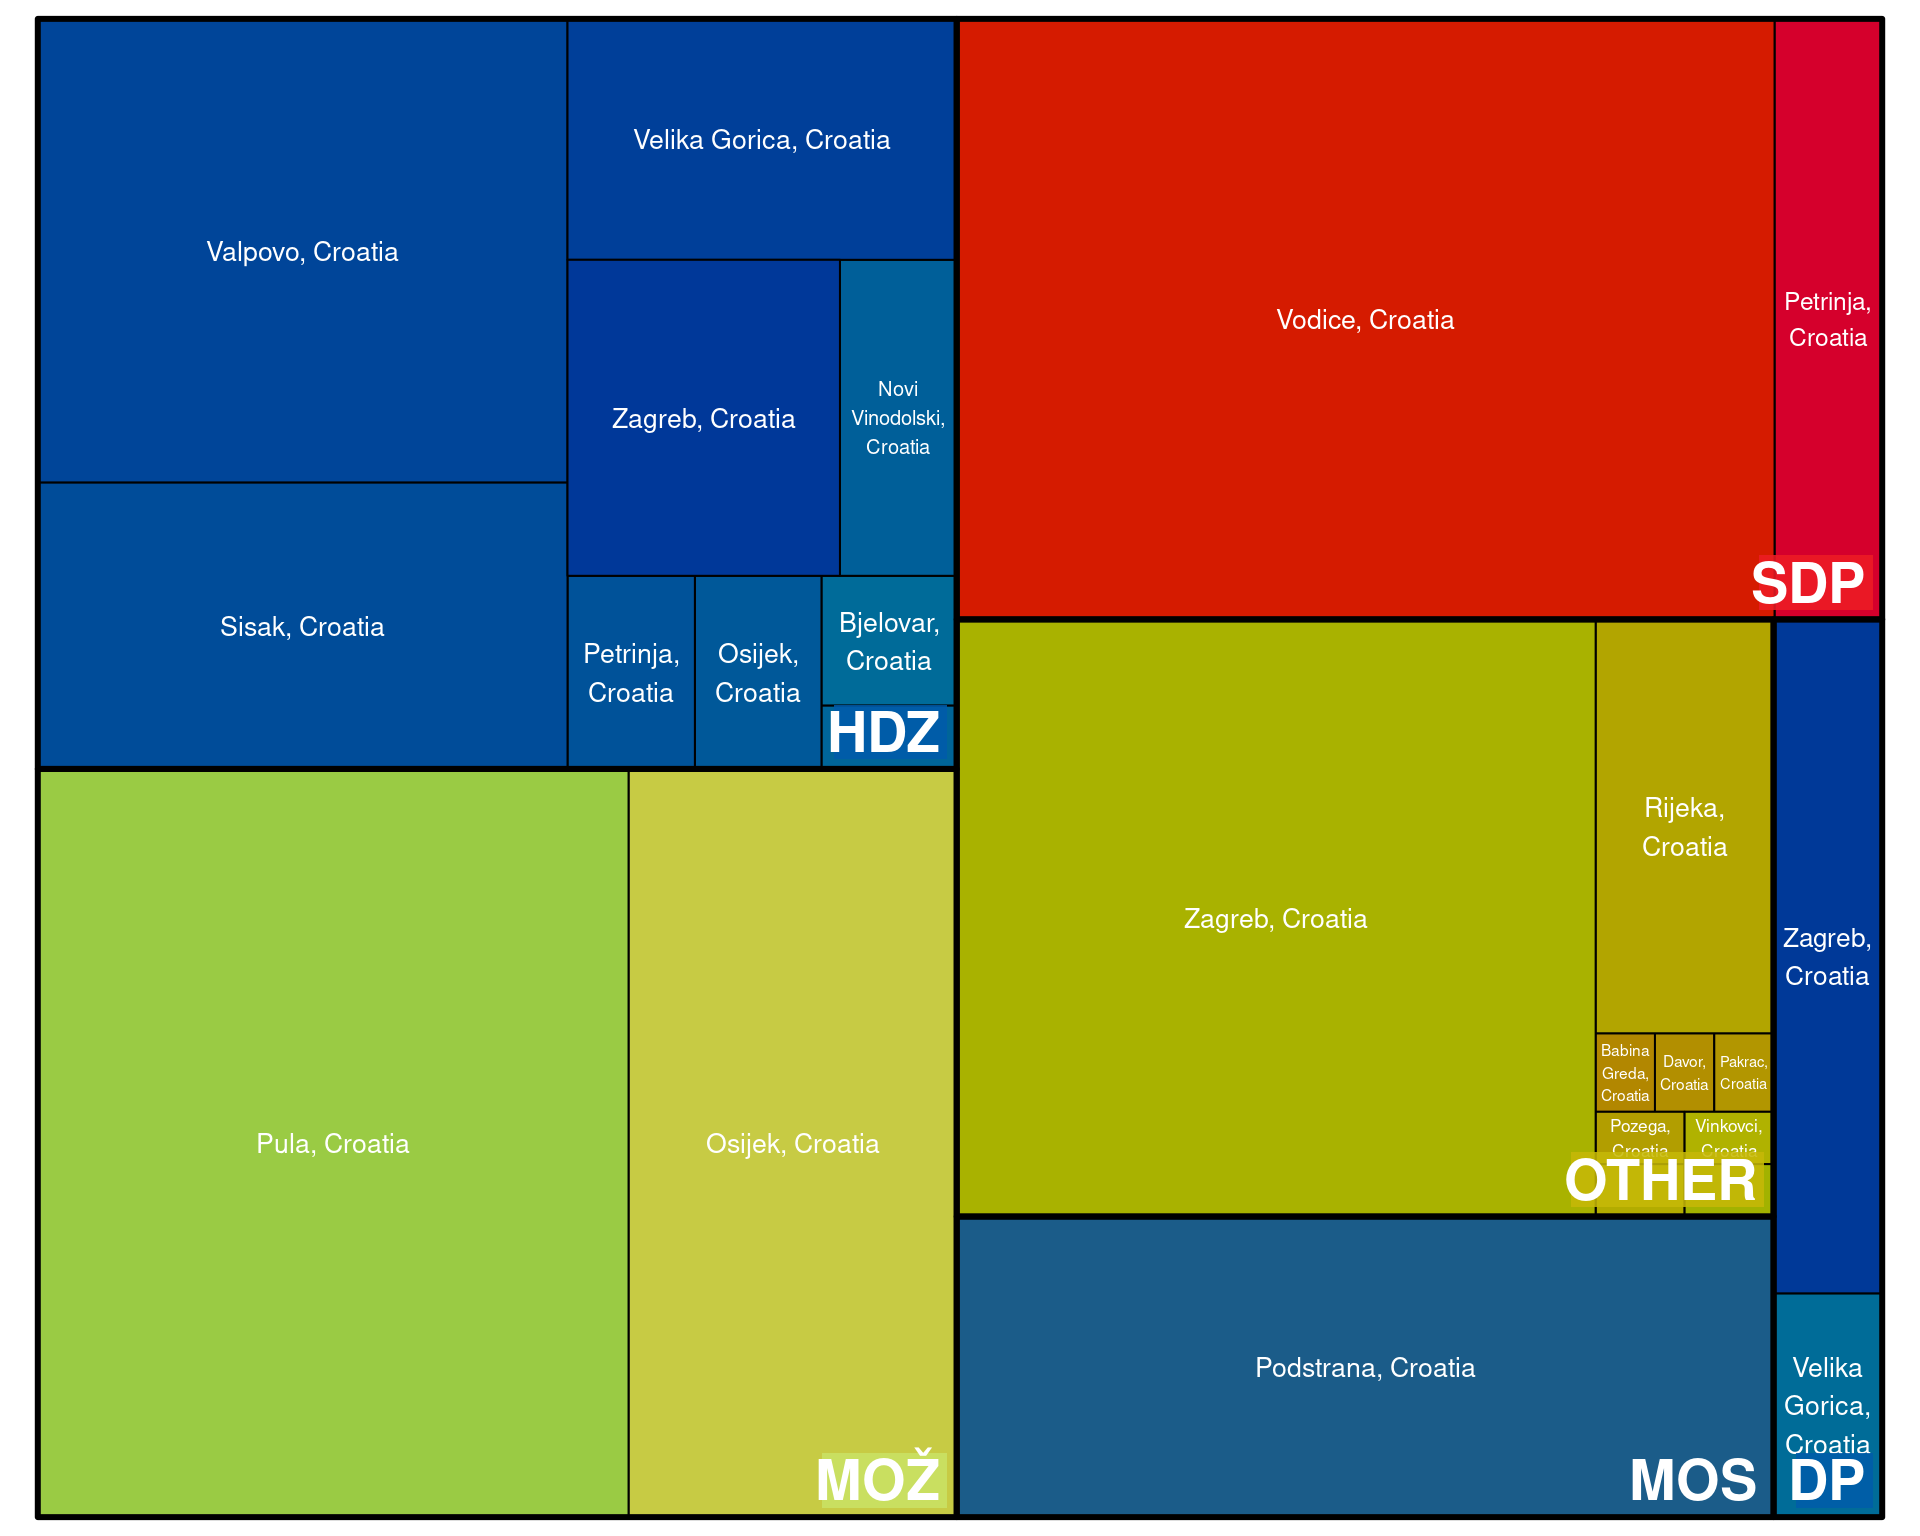 Valpovo, Croatia
Velika Gorica, Croatia
Zagreb, Croatia
Novi
Vinodolski,
Croatia
Sisak, Croatia
Petrinja,
Croatia
Osijek,
Croatia
Bjelovar,
Croatia
HDZ
Vodice, Croatia
Petrinja,
Croatia
SDP
Pula, Croatia
Osijek, Croatia
MOŽ
Zagreb, Croatia
Rijeka,
Croatia
Babina
Greda,
Croatia
Davor,
Croatia
Pakrac,
Croatia
Pozega,
Croatia
Vinkovci,
Croatia
OTHER
Podstrana, Croatia
MOS
Zagreb,
Croatia
Velika
Gorica,
Croatia
DP